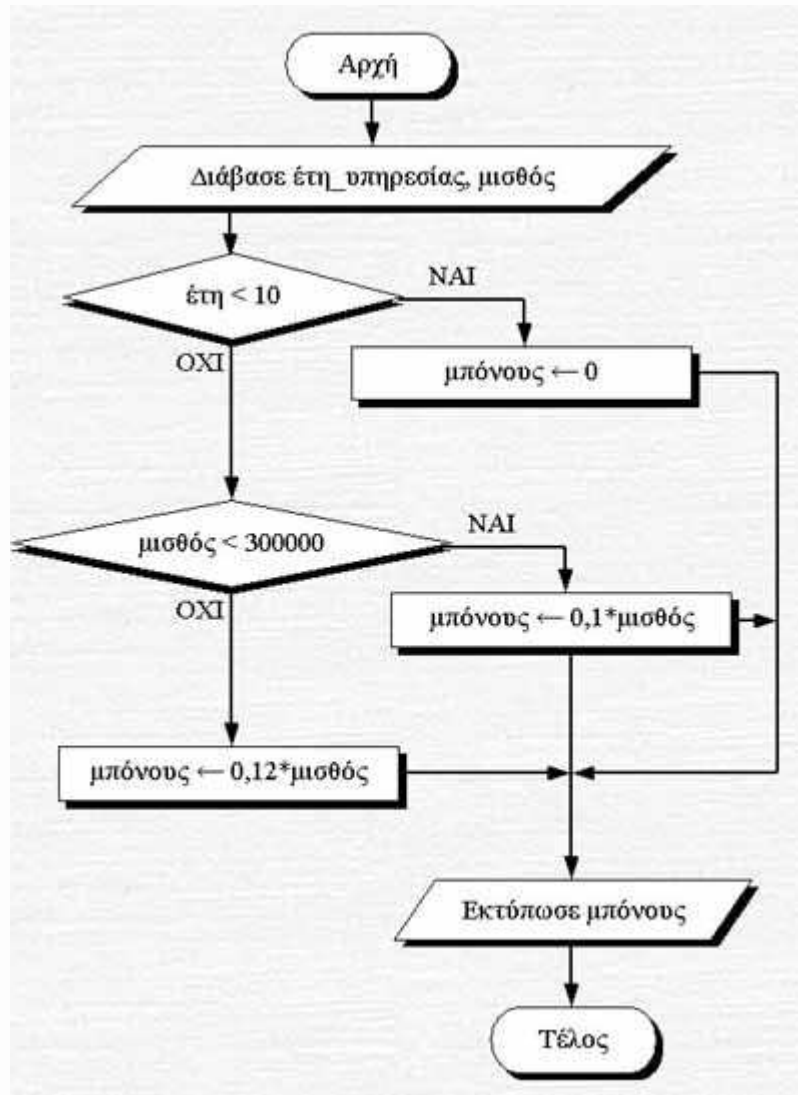 Αρχή
Διάβασε έτη_υπηρεσίας, μισθός
έτη < 10
ΝΑΙ
ΟΧΙ
μπόνους ← 0
μισθός < 300000
ΝΑΙ
ΟΧΙ
μπόνους ← 0,1*μισθός
μπόνους ← 0,12*μισθός
Εκτύπωσε μπόνους
Τέλος